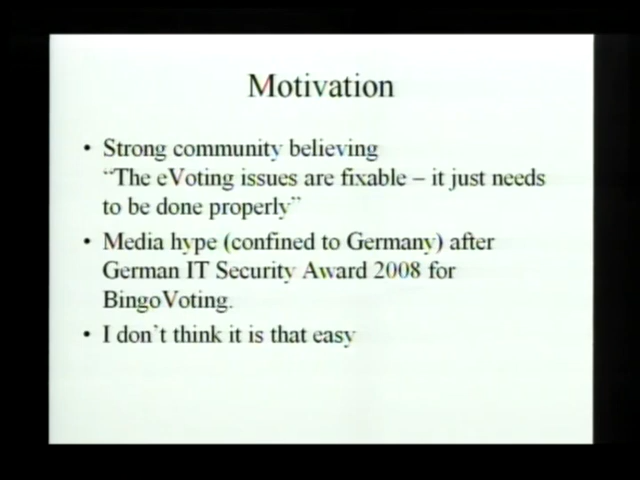 Motivation
• Strong community believing
"The eVoting issues are fixable – it just needs
to be done properly"
• Media hype (confined to Germany) after
German IT Security Award 2008 for
BingoVoting.
• I don't think it is that easy